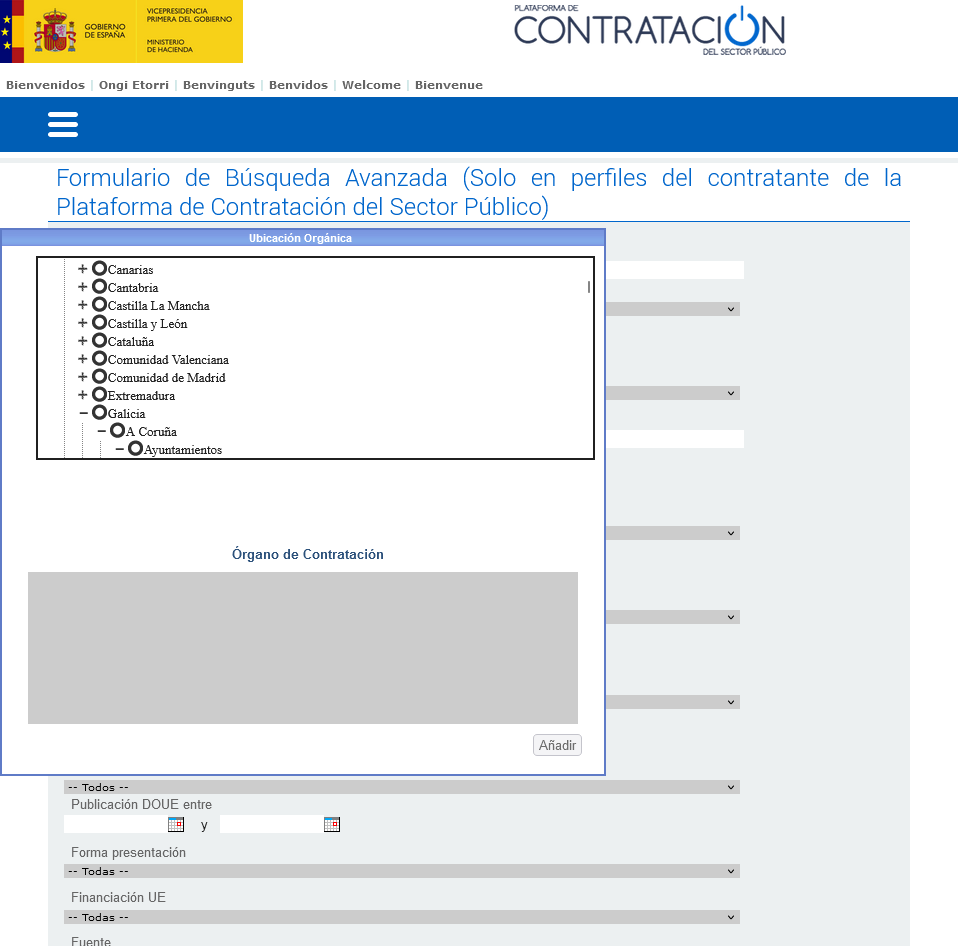 GOBIERNO
DE ESPAÑA
VICEPRESIDENCIA
PRIMERA DEL GOBIERNO
MINISTERIO
DE HACIENDA
PLATAFORMA DE
CONTRATACIÓN
DEL SECTOR PÚBLICO
Bienvenidos | Ongi Etorri | Benvinguts | Benvidos | Welcome | Bienvenue
Formulario de Búsqueda Avanzada (Solo en perfiles del contratante de la
Plataforma de Contratación del Sector Público)
Ubicación Orgánica
Canarias
Cantabria
Castilla La Mancha
Castilla y León
Cataluña
Comunidad Valenciana
Comunidad de Madrid
Extremadura
Galicia
A Coruña
Ayuntamientos
Órgano de Contratación
Añadir
-- Todos --
Publicación DOUE entre
y
Forma presentación
-- Todas --
Financiación UE
-- Todas --
Fuente